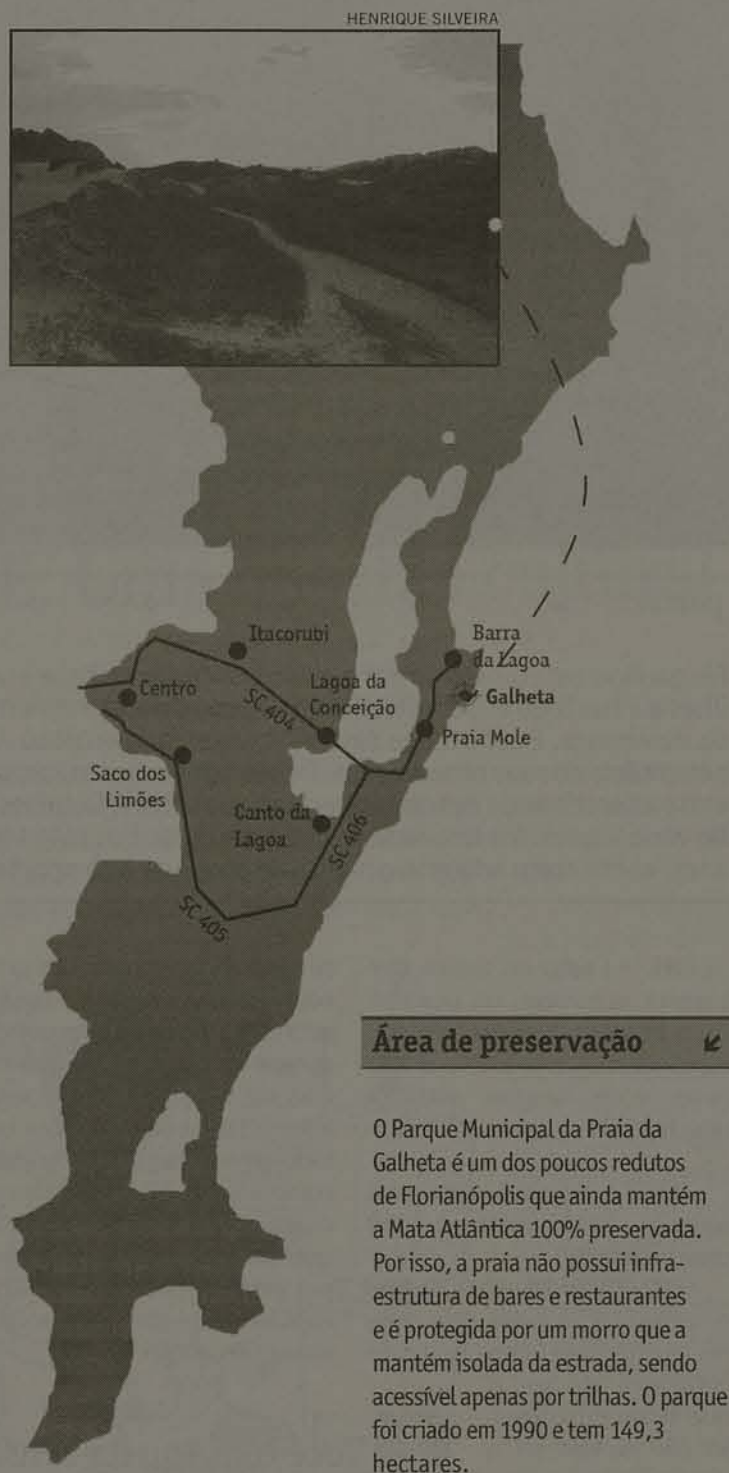 HENRIQUE SILVEIRA
Itacorubi
Centro
SC 404
Lagoa da
Conceição
Barra
da Lagoa
Galheta
Praia Mole
Saco dos
Limões
Canto da
Lagoa
SC 406
SC 405
Área de preservação
O Parque Municipal da Praia da
Galheta é um dos poucos redutos
de Florianópolis que ainda mantém
a Mata Atlântica 100% preservada.
Por isso, a praia não possui infra-
estrutura de bares e restaurantes
e é protegida por um morro que a
mantém isolada da estrada, sendo
acessível apenas por trilhas. O parque
foi criado em 1990 e tem 149,3
hectares.